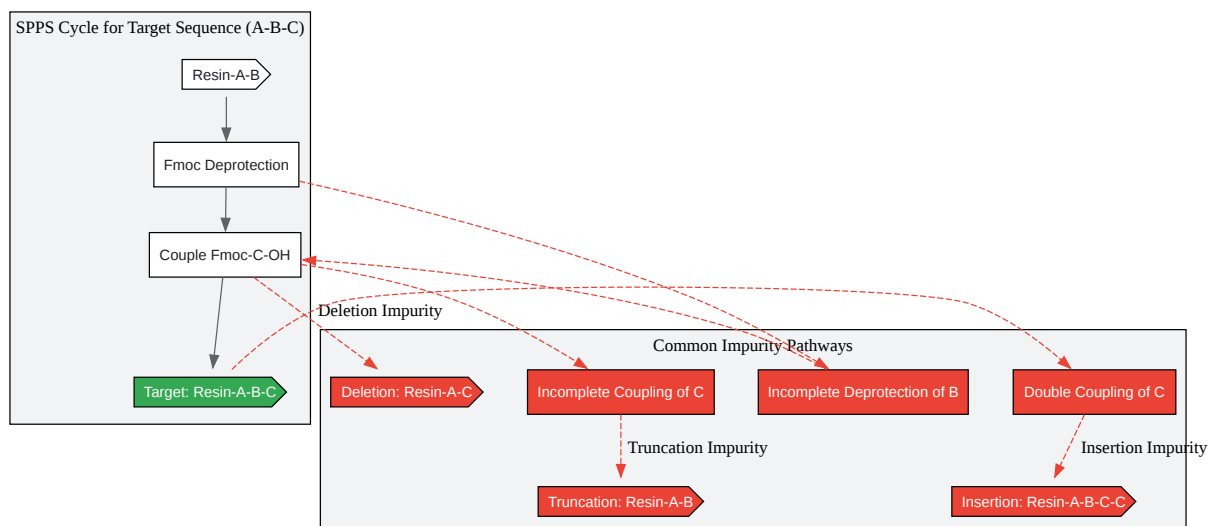 SPPS Cycle for Target Sequence (A-B-C)
Resin-A-B
Fmoc Deprotection
Couple Fmoc-C-OH
Deletion Impurity
Common Impurity Pathways
Target: Resin-A-B-C
Deletion: Resin-A-C
Incomplete Coupling of C
Incomplete Deprotection of B
Double Coupling of C
Truncation Impurity
Insertion Impurity
Truncation: Resin-A-B
Insertion: Resin-A-B-C-C